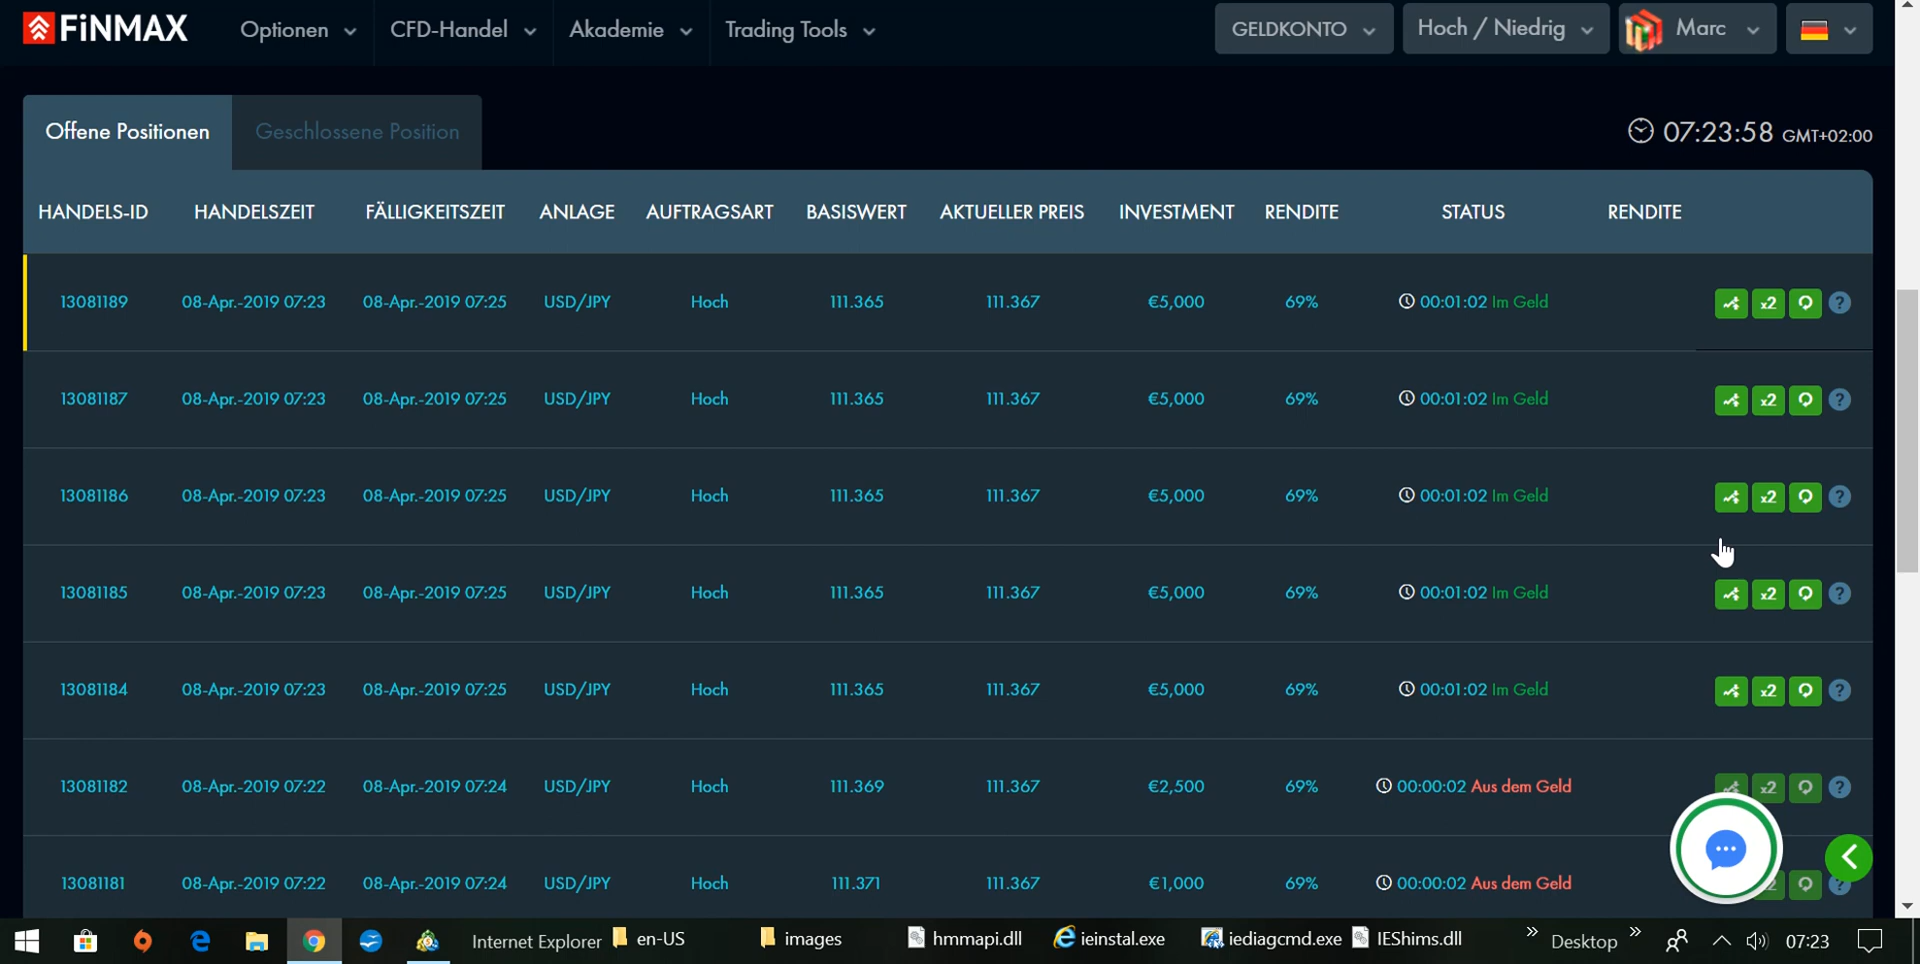 FiNMAX Optionen CFD-Handel Akademie Trading Tools GELDKONTO Hoch / Niedrig Marc
Offene Positionen Geschlossene Position 07:23:58 GMT+02:00
HANDELS-ID HANDELSZEIT FÄLLIGKEITSZEIT ANLAGE AUFTRAGSART BASISWERT AKTUELLER PREIS INVESTMENT RENDITE STATUS RENDITE
13081189 08-Apr.-2019 07:23 08-Apr.-2019 07:25 USD/JPY Hoch 111.365 111.367 €5,000 69% 00:01:02 Im Geld x2 ?
13081187 08-Apr.-2019 07:23 08-Apr.-2019 07:25 USD/JPY Hoch 111.365 111.367 €5,000 69% 00:01:02 Im Geld x2 ?
13081186 08-Apr.-2019 07:23 08-Apr.-2019 07:25 USD/JPY Hoch 111.365 111.367 €5,000 69% 00:01:02 Im Geld x2 ?
13081185 08-Apr.-2019 07:23 08-Apr.-2019 07:25 USD/JPY Hoch 111.365 111.367 €5,000 69% 00:01:02 Im Geld x2 ?
13081184 08-Apr.-2019 07:23 08-Apr.-2019 07:25 USD/JPY Hoch 111.365 111.367 €5,000 69% 00:01:02 Im Geld x2 ?
13081182 08-Apr.-2019 07:22 08-Apr.-2019 07:24 USD/JPY Hoch 111.369 111.367 €2,500 69% 00:00:02 Aus dem Geld x2 ?
13081181 08-Apr.-2019 07:22 08-Apr.-2019 07:24 USD/JPY Hoch 111.371 111.367 €1,000 69% 00:00:02 Aus dem Geld 2 ?
Internet Explorer en-US images hmmapi.dll ieinstal.exe iediagcmd.exe IEShims.dll » Desktop » 07:23